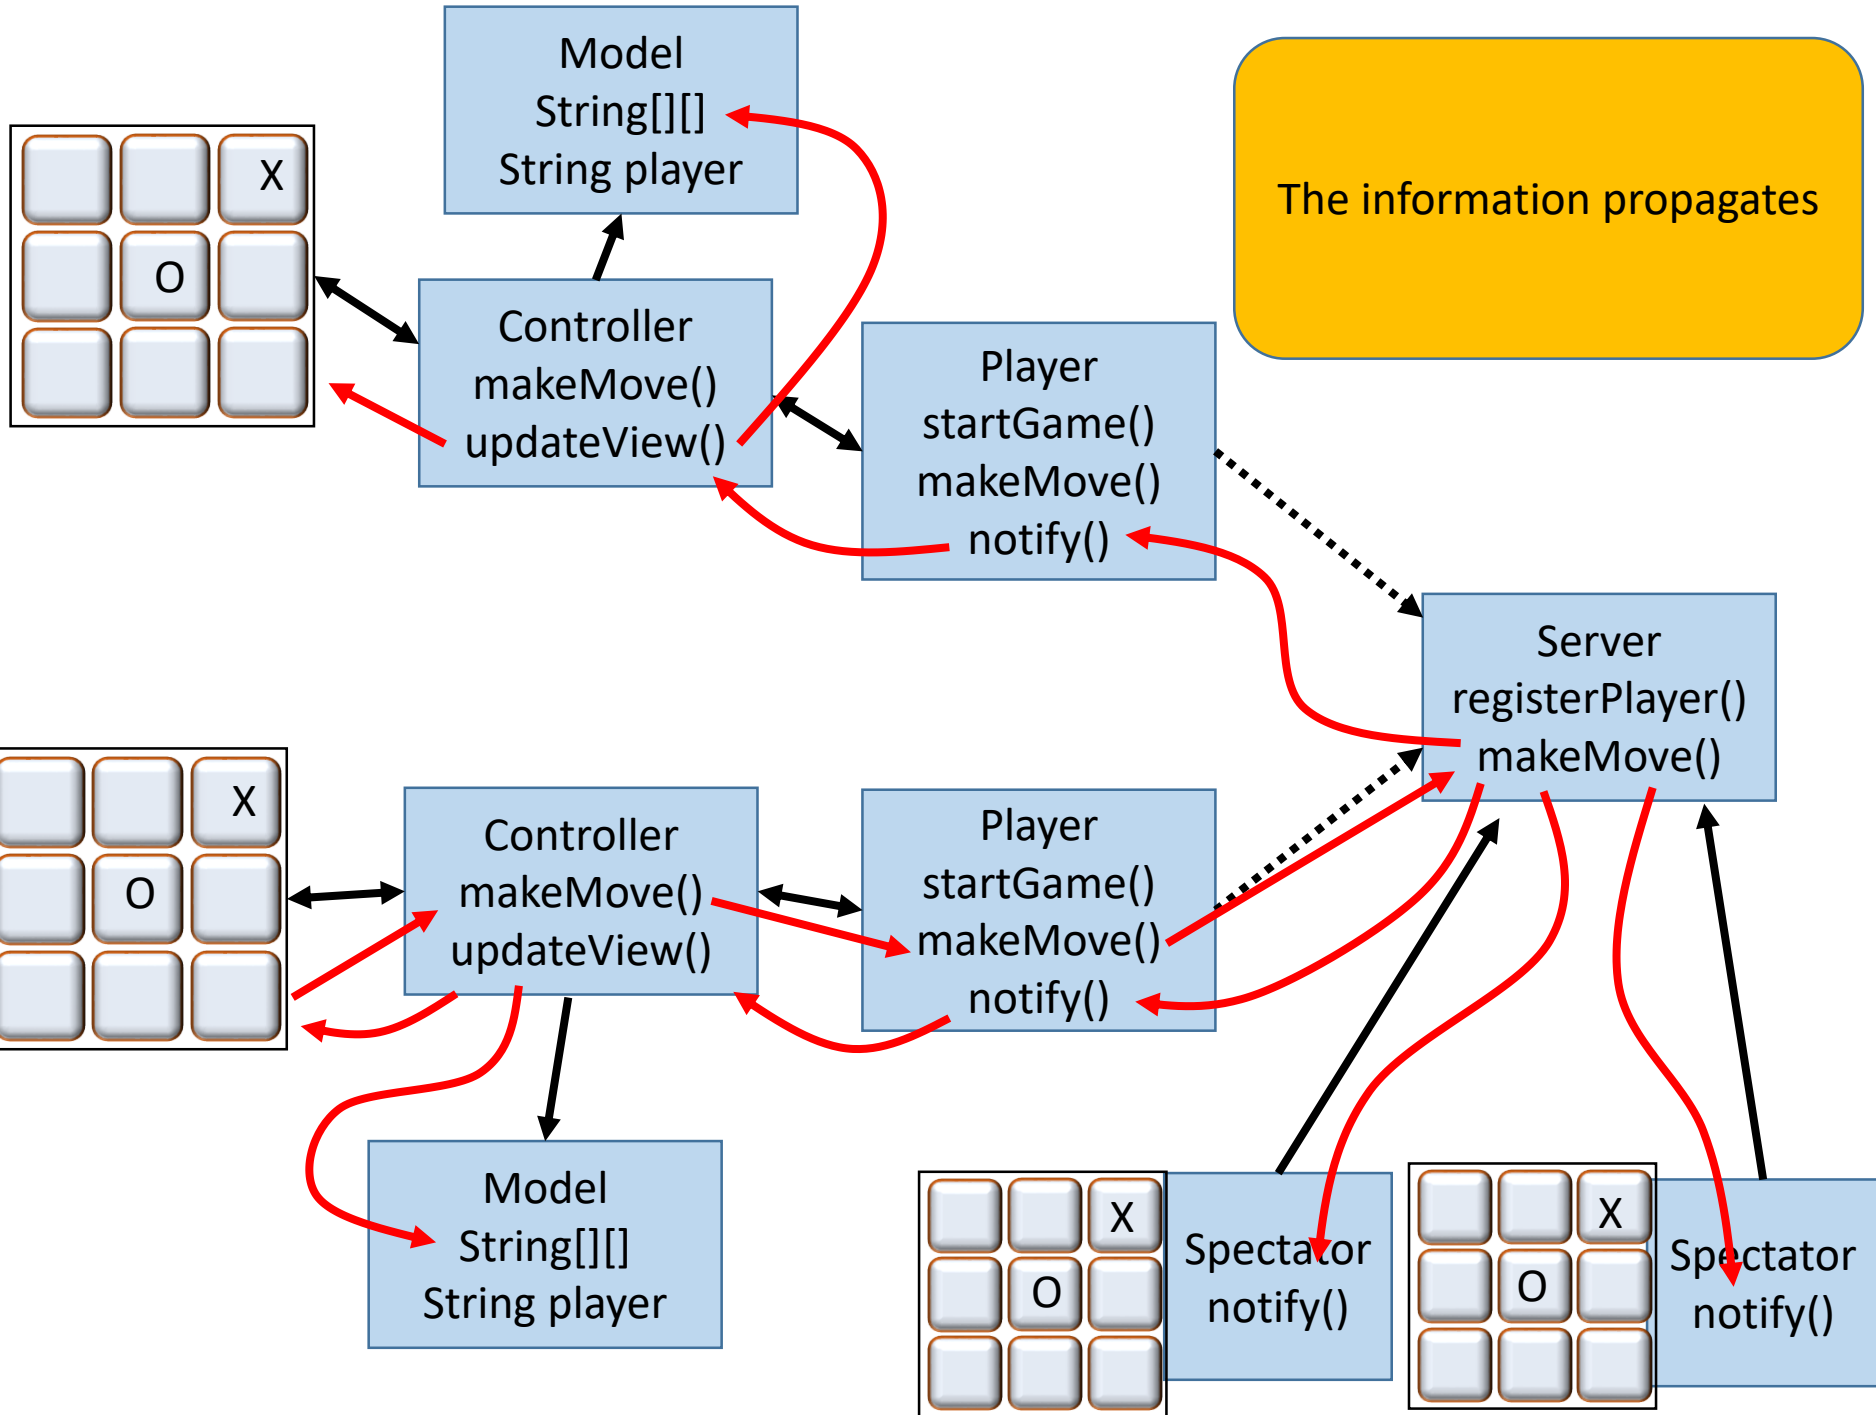 Model
String[][]
String player
The information propagates
X
O
Controller
makeMove()
updateView()
Player
startGame()
makeMove()
notify()
Server
registerPlayer()
makeMove()
X
O
Controller
makeMove()
updateView()
Player
startGame()
makeMove()
notify()
Model
String[][]
String player
X
O
Spectator
notify()
X
O
Spectator
notify()